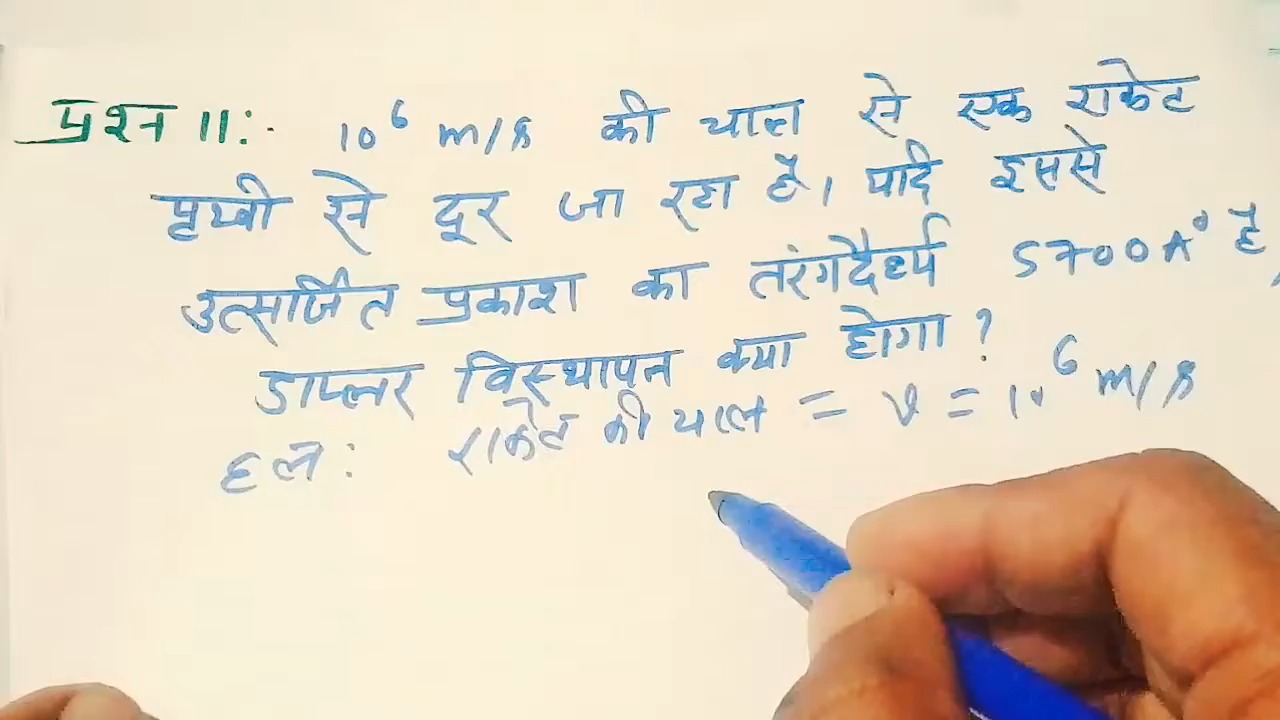 प्रश्न 11:. 10⁶ m/s की चाल से एक राकेट
पृथ्वी से दूर जा रहा है, यदि इससे
उत्सर्जित प्रकाश का तरंगदैर्ध्य 5700A° है,
डाप्लर विस्थापन क्या होगा ?
हल: राकेट की चाल = v = 10⁶ m/s